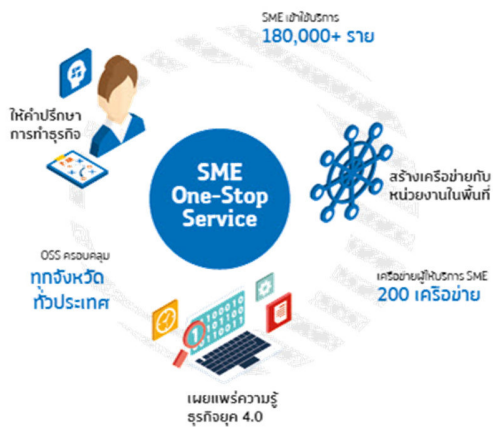 SME เข้าใช้บริการ
180,000+ ราย
ให้คำปรึกษา
การทำธุรกิจ
SME
One-Stop
Service
สร้างเครือข่ายกับ
หน่วยงานในพื้นที่
OSS ครอบคลุม
ทุกจังหวัด
ทั่วประเทศ
เครือข่ายผู้ให้บริการ SME
200 เครือข่าย
100010
101100
110011
1
เผยแพร่ความรู้
ธุรกิจยุค 4.0